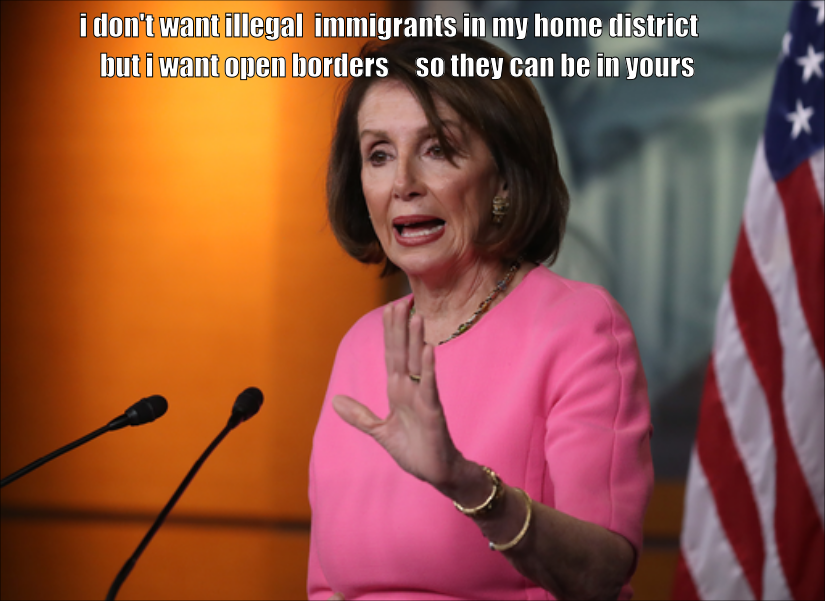 i don't want illegal  immigrants in my home district
but i want open borders     so they can be in yours